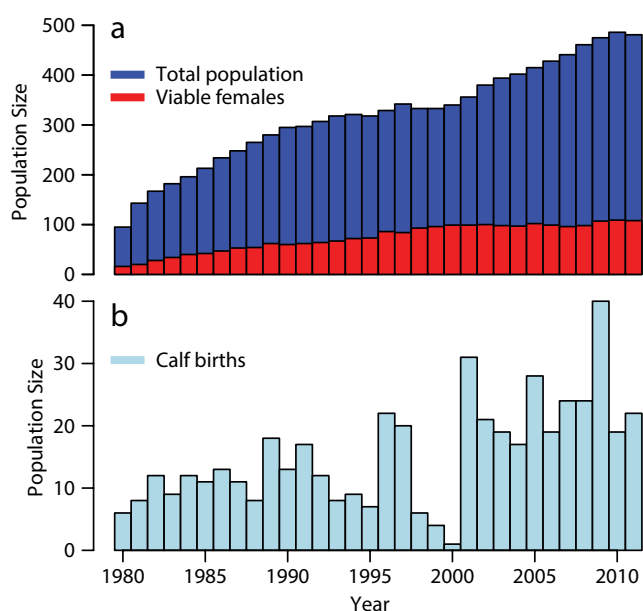 a
500
400
300
200
100
0
Population Size
Total population
Viable females
b
40
30
20
10
0
Population Size
Calf births
1980 1985 1990 1995 2000 2005 2010
Year